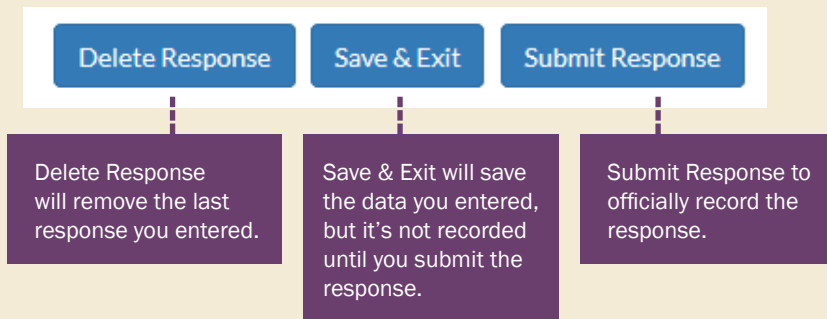 Delete Response
Save & Exit
Submit Response
Delete Response
will remove the last
response you entered.
Save & Exit will save
the data you entered,
but it's not recorded
until you submit the
response.
Submit Response to
officially record the
response.